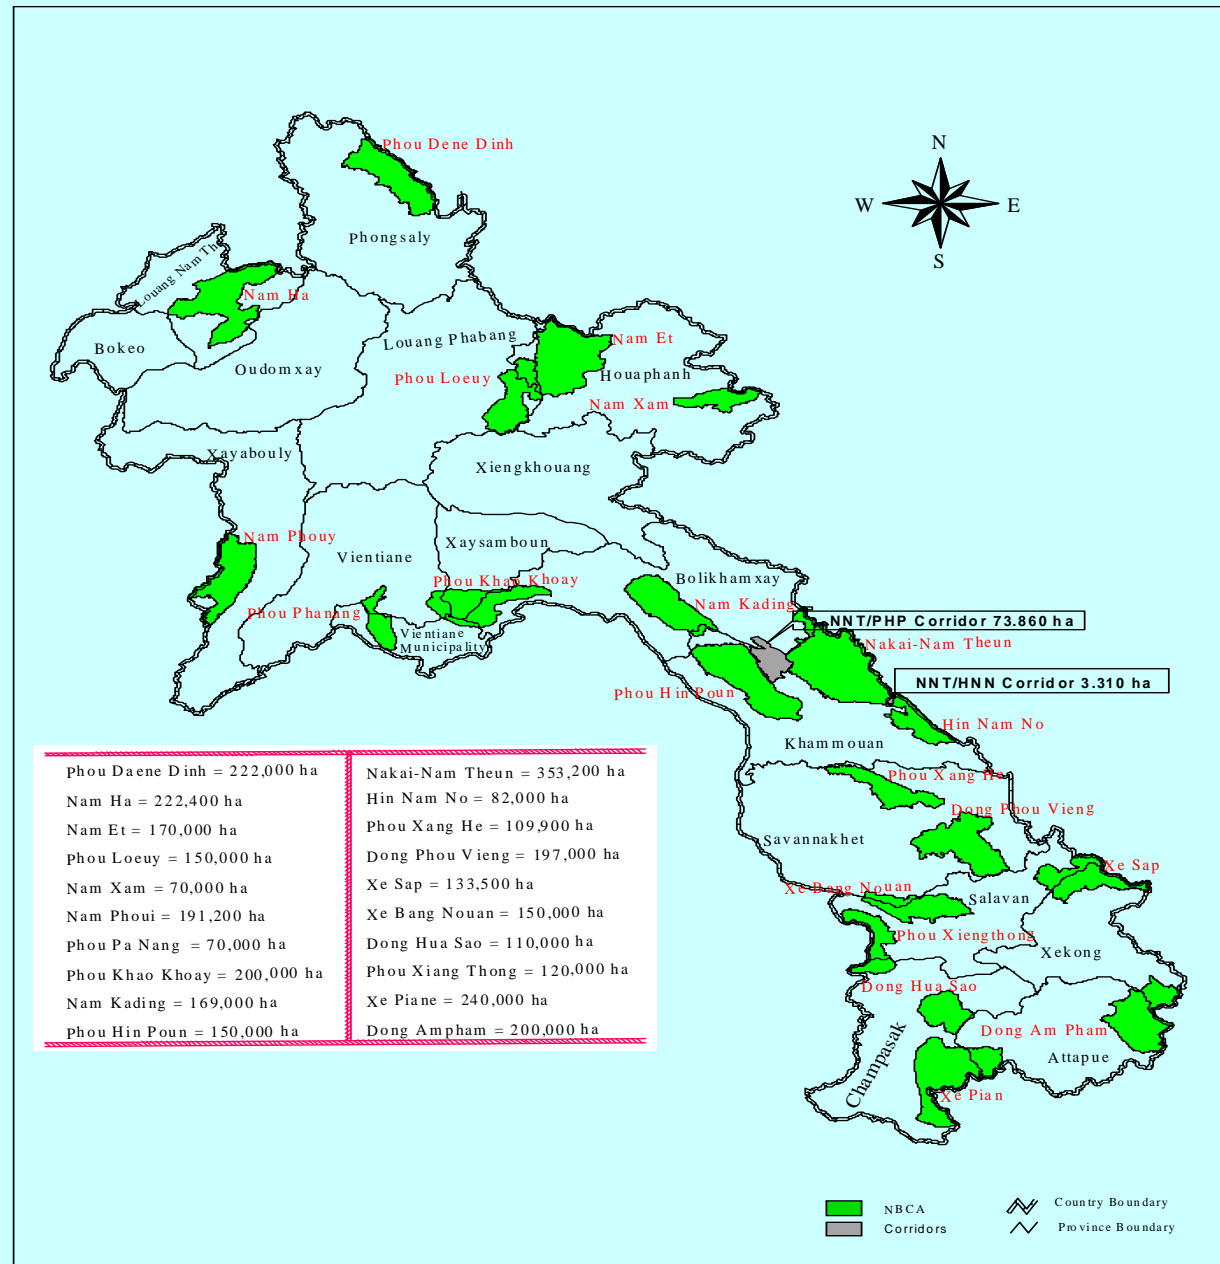 N
W
E
S
Phou Dene Dinh
Phongsaly
Louang Nam Th
Nam Ha
Bokeo
Oudomxay
Louang Phabang
Nam Et
Phou Loeuy
Houaphanh
Nam Xam
Xayabouly
Xiengkhouang
Nam Phouy
Vientiane
Xaysamboun
Phou Khao Khoay
Bolikhamxay
Nam Kading
Phou Phanang
Vientiane
Municipality
NNT/PHP Corridor 73.860 ha
Nakai-Nam Theun
Phou Hin Poun
NNT/HNN Corridor 3.310 ha
Hin Nam No
Khammouan
Phou Xang He
Dong Phou Vieng
Savannakhet
Xe Sap
Xe Bang Nouan
Salavan
Phou Xiengthong
Xekong
Dong Hua Sao
Dong Am Pham
Attapue
Champasak
Xe Pian
Phou Daene Dinh = 222,000 ha
Nam Ha = 222,400 ha
Nam Et = 170,000 ha
Phou Loeuy = 150,000 ha
Nam Xam = 70,000 ha
Nam Phoui = 191,200 ha
Phou Pa Nang = 70,000 ha
Phou Khao Khoay = 200,000 ha
Nam Kading = 169,000 ha
Phou Hin Poun = 150,000 ha
Nakai-Nam Theun = 353,200 ha
Hin Nam No = 82,000 ha
Phou Xang He = 109,900 ha
Dong Phou Vieng = 197,000 ha
Xe Sap = 133,500 ha
Xe Bang Nouan = 150,000 ha
Dong Hua Sao = 110,000 ha
Phou Xiang Thong = 120,000 ha
Xe Piane = 240,000 ha
Dong Ampham = 200,000 ha
NBCA
Corridors
Country Boundary
Province Boundary